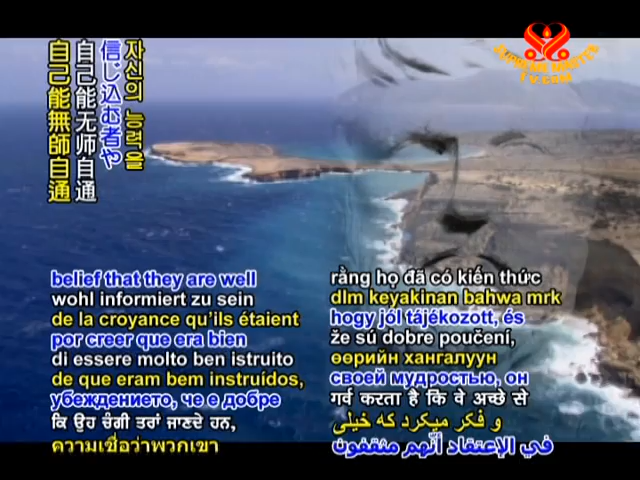 SUPREME MASTER
TV.COM
자신의 능력을
信じ込む者や
自己能无师自通
自己能無師自通
belief that they are well
wohl informiert zu sein
de la croyance qu'ils étaient
por creer que era bien
di essere molto ben istruito
de que eram bem instruídos,
убеждението, че е добре
ਕਿ ਉਹ ਚੰਗੀ ਤਰਾਂ ਜਾਣਦੇ ਹਨ,
ความเชื่อว่าพวกเขา
rằng họ đã có kiến thức
dlm keyakinan bahwa mrk
hogy jól tájékozott, és
že sú dobre poučení,
өөрийн хангалуун
своей мудростью, он
गर्व करता है कि वे अच्छे से
و فکر میکرد که خیلی
في الإعتقاد أنّهم مثقفون